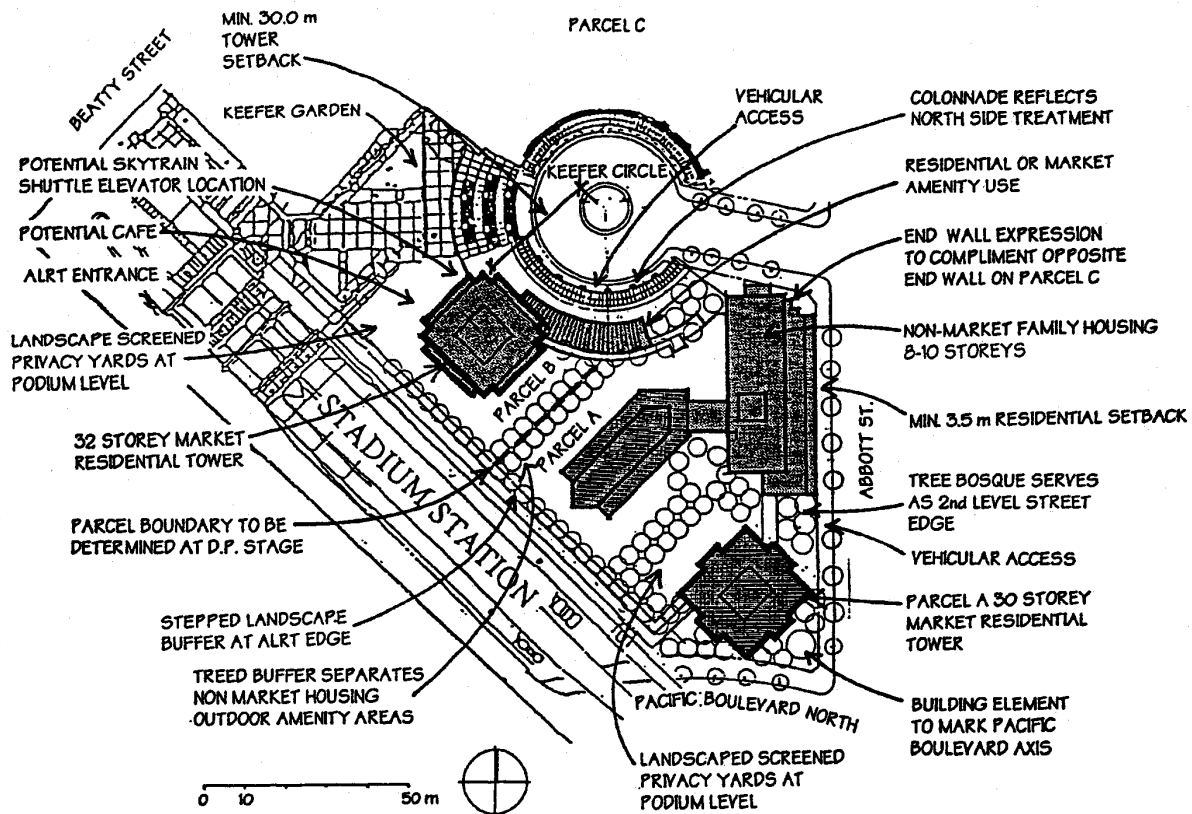 MIN. 30.0 m
TOWER
SETBACK
PARCEL C
BEATTY STREET
KEEFER GARDEN
VEHICULAR
ACCESS
COLONNADE REFLECTS
NORTH SIDE TREATMENT
POTENTIAL SKYTRAIN
SHUTTLE ELEVATOR LOCATION
KEEFER CIRCLE
RESIDENTIAL OR MARKET
AMENITY USE
POTENTIAL CAFE
END WALL EXPRESSION
TO COMPLIMENT OPPOSITE
END WALL ON PARCEL C
ALRT ENTRANCE
LANDSCAPE SCREENED
PRIVACY YARDS AT
PODIUM LEVEL
NON-MARKET FAMILY HOUSING
8-10 STOREYS
PARCEL B
PARCEL A
MIN. 3.5 m RESIDENTIAL SETBACK
ABBOTT ST.
32 STOREY MARKET
RESIDENTIAL TOWER
STADIUM STATION
TREE BOSQUE SERVES
AS 2nd LEVEL STREET
EDGE
PARCEL BOUNDARY TO BE
DETERMINED AT D.P. STAGE
VEHICULAR ACCESS
PARCEL A 30 STOREY
MARKET RESIDENTIAL
TOWER
STEPPED LANDSCAPE
BUFFER AT ALRT EDGE
TREED BUFFER SEPARATES
NON MARKET HOUSING
OUTDOOR AMENITY AREAS
PACIFIC BOULEVARD NORTH
BUILDING ELEMENT
TO MARK PACIFIC
BOULEVARD AXIS
LANDSCAPED SCREENED
PRIVACY YARDS AT
PODIUM LEVEL
0 10 50 m